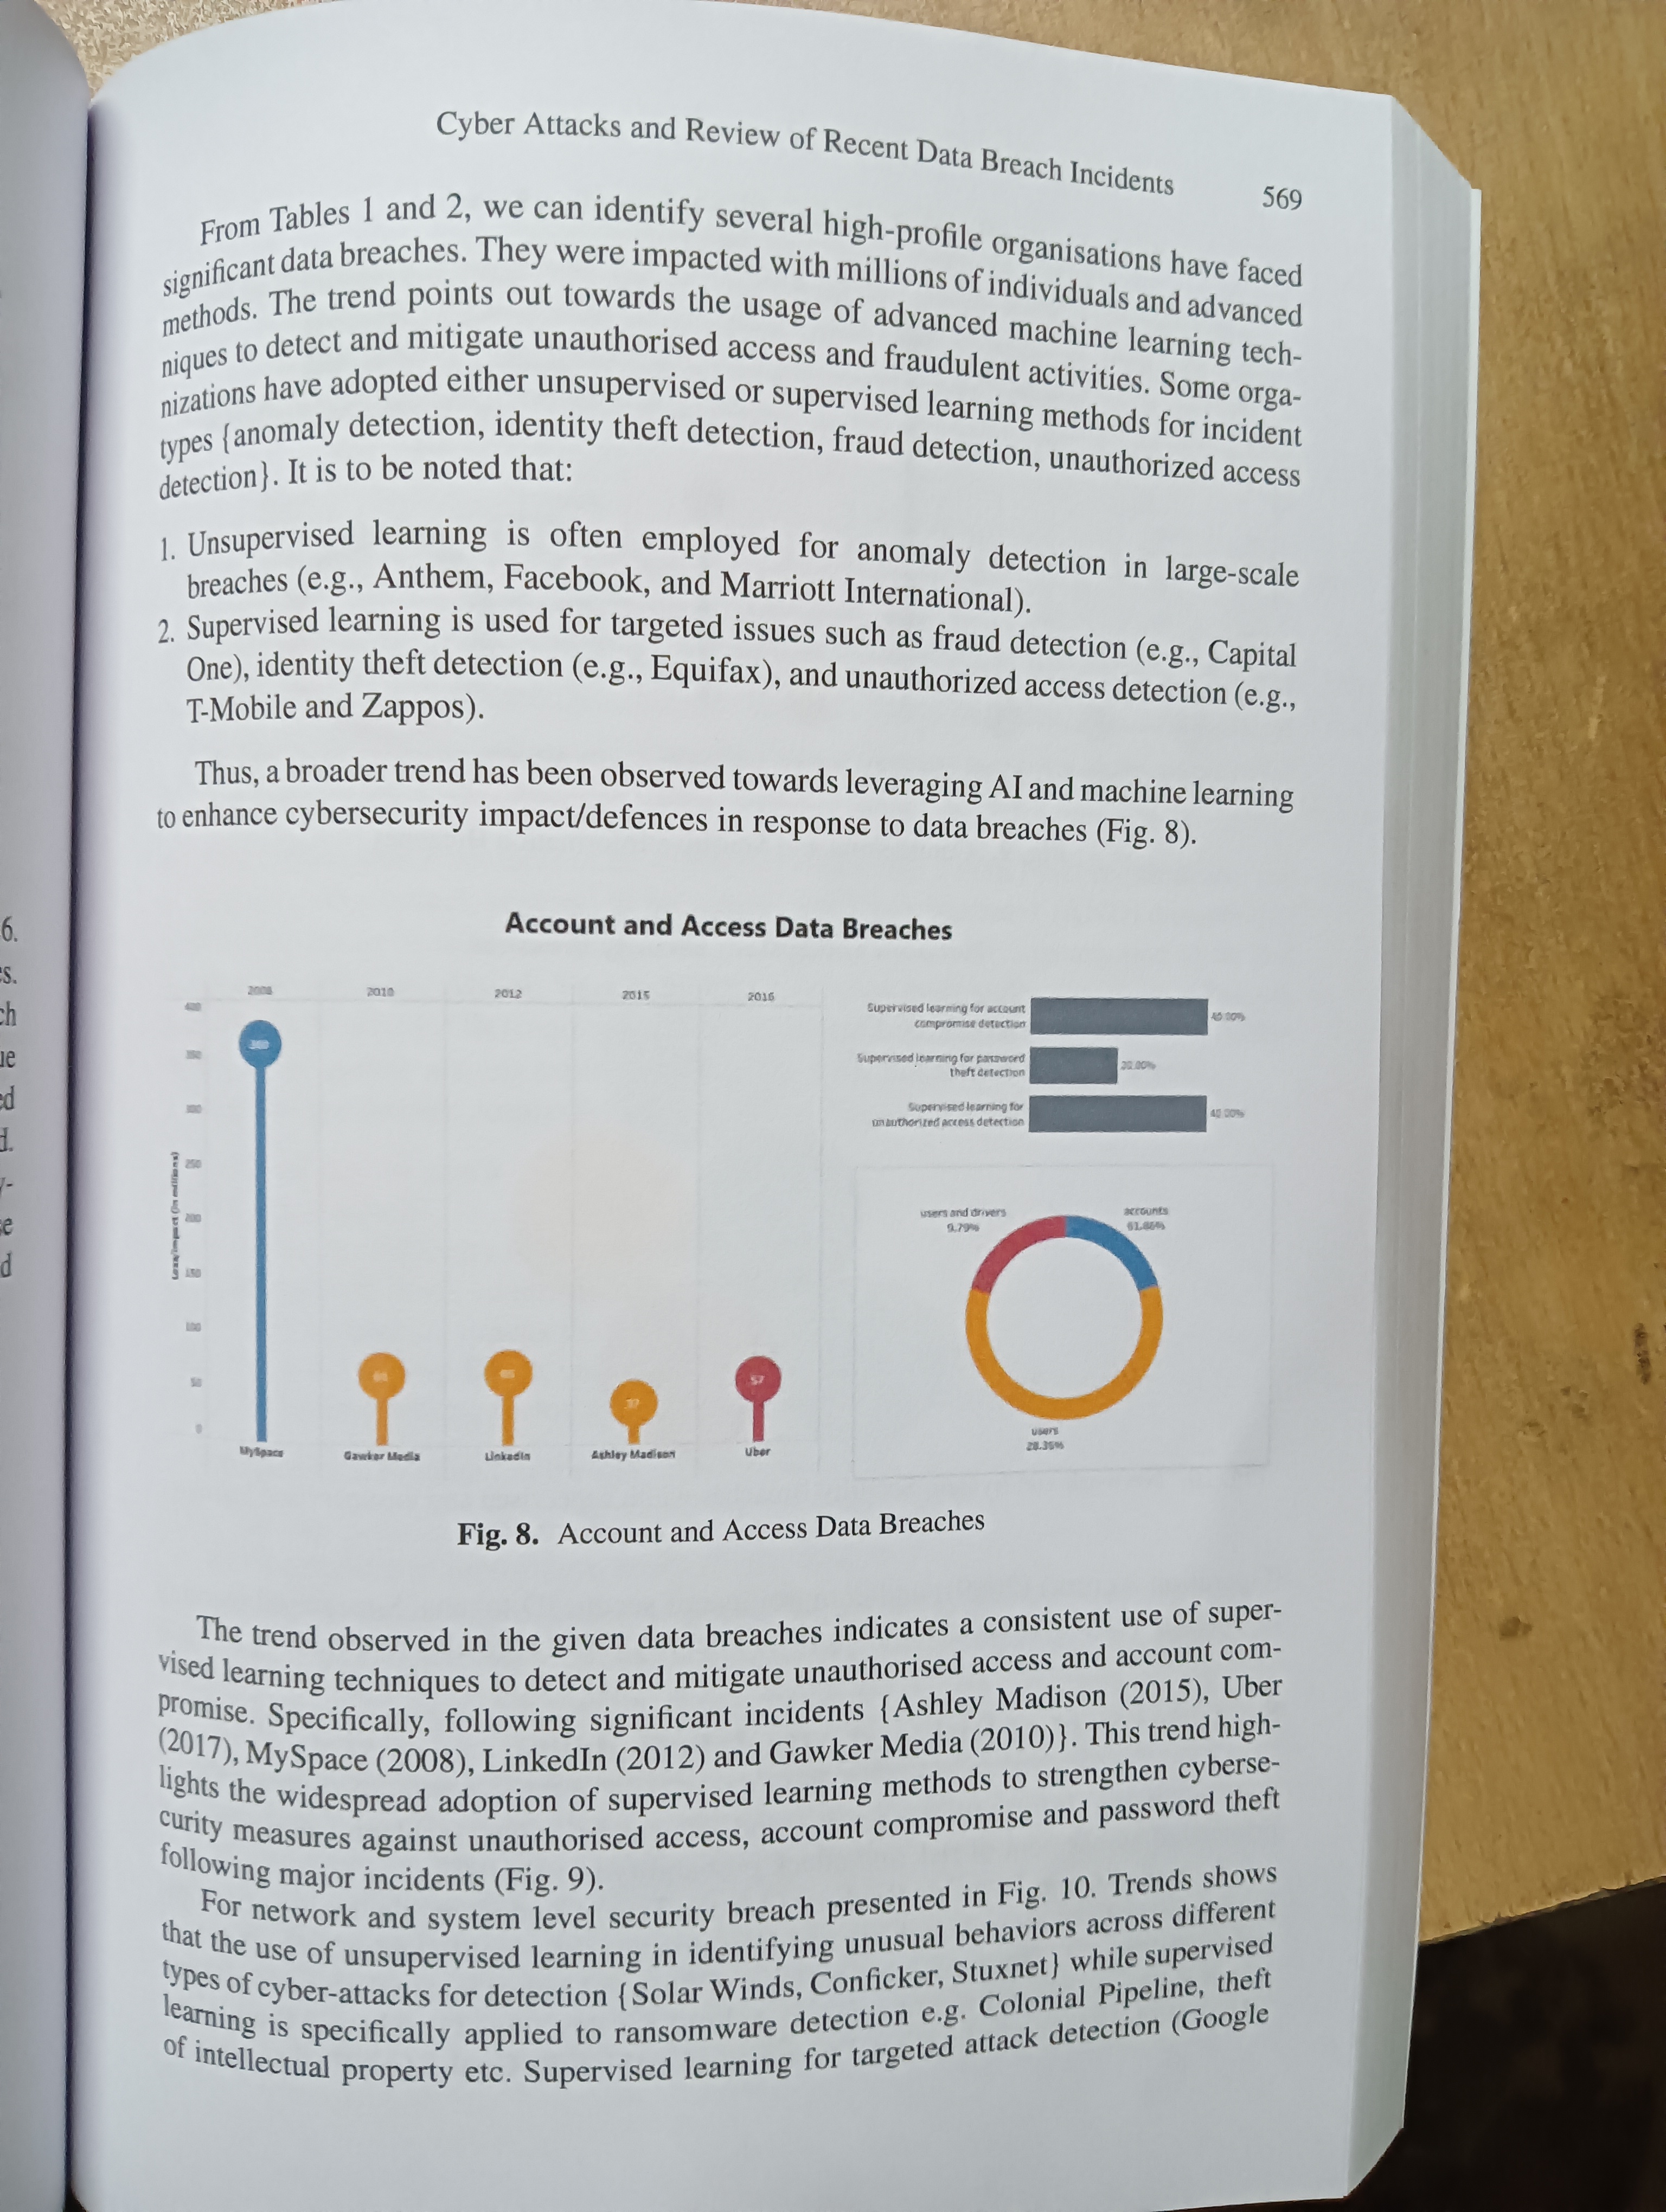 Cyber Attacks and Review of Recent Data Breach Incidents 569
From Tables 1 and 2, we can identify several high-profile organisations have faced
significant data breaches. They were impacted with millions of individuals and advanced
methods. The trend points out towards the usage of advanced machine learning tech-
niques to detect and mitigate unauthorised access and fraudulent activities. Some orga-
nizations have adopted either unsupervised or supervised learning methods for incident
types {anomaly detection, identity theft detection, fraud detection, unauthorized access
detection}. It is to be noted that:
1. Unsupervised learning is often employed for anomaly detection in large-scale
breaches (e.g., Anthem, Facebook, and Marriott International).
2. Supervised learning is used for targeted issues such as fraud detection (e.g., Capital
One), identity theft detection (e.g., Equifax), and unauthorized access detection (e.g.,
T-Mobile and Zappos).
Thus, a broader trend has been observed towards leveraging AI and machine learning
to enhance cybersecurity impact/defences in response to data breaches (Fig. 8).
Account and Access Data Breaches
2008 2010 2012 2015 2016
400
350
300
250
200
150
100
50
0
Loss/Impact (in millions)
360
57
37
MySpace
Gawker Media
LinkedIn
Ashley Madison
Uber
Supervised learning for account
compromise detection
40.00%
Supervised learning for password
theft detection
20.00%
Supervised learning for
unauthorized access detection
40.00%
users and drivers
9.79%
accounts
61.86%
users
28.35%
Fig. 8. Account and Access Data Breaches
The trend observed in the given data breaches indicates a consistent use of super-
vised learning techniques to detect and mitigate unauthorised access and account com-
promise. Specifically, following significant incidents {Ashley Madison (2015), Uber
(2017), MySpace (2008), LinkedIn (2012) and Gawker Media (2010)}. This trend high-
lights the widespread adoption of supervised learning methods to strengthen cyberse-
curity measures against unauthorised access, account compromise and password theft
following major incidents (Fig. 9).
For network and system level security breach presented in Fig. 10. Trends shows
that the use of unsupervised learning in identifying unusual behaviors across different
types of cyber-attacks for detection {Solar Winds, Conficker, Stuxnet} while supervised
learning is specifically applied to ransomware detection e.g. Colonial Pipeline, theft
of intellectual property etc. Supervised learning for targeted attack detection (Google
6.
s.
ch
ue
ed
d.
y-
se
d